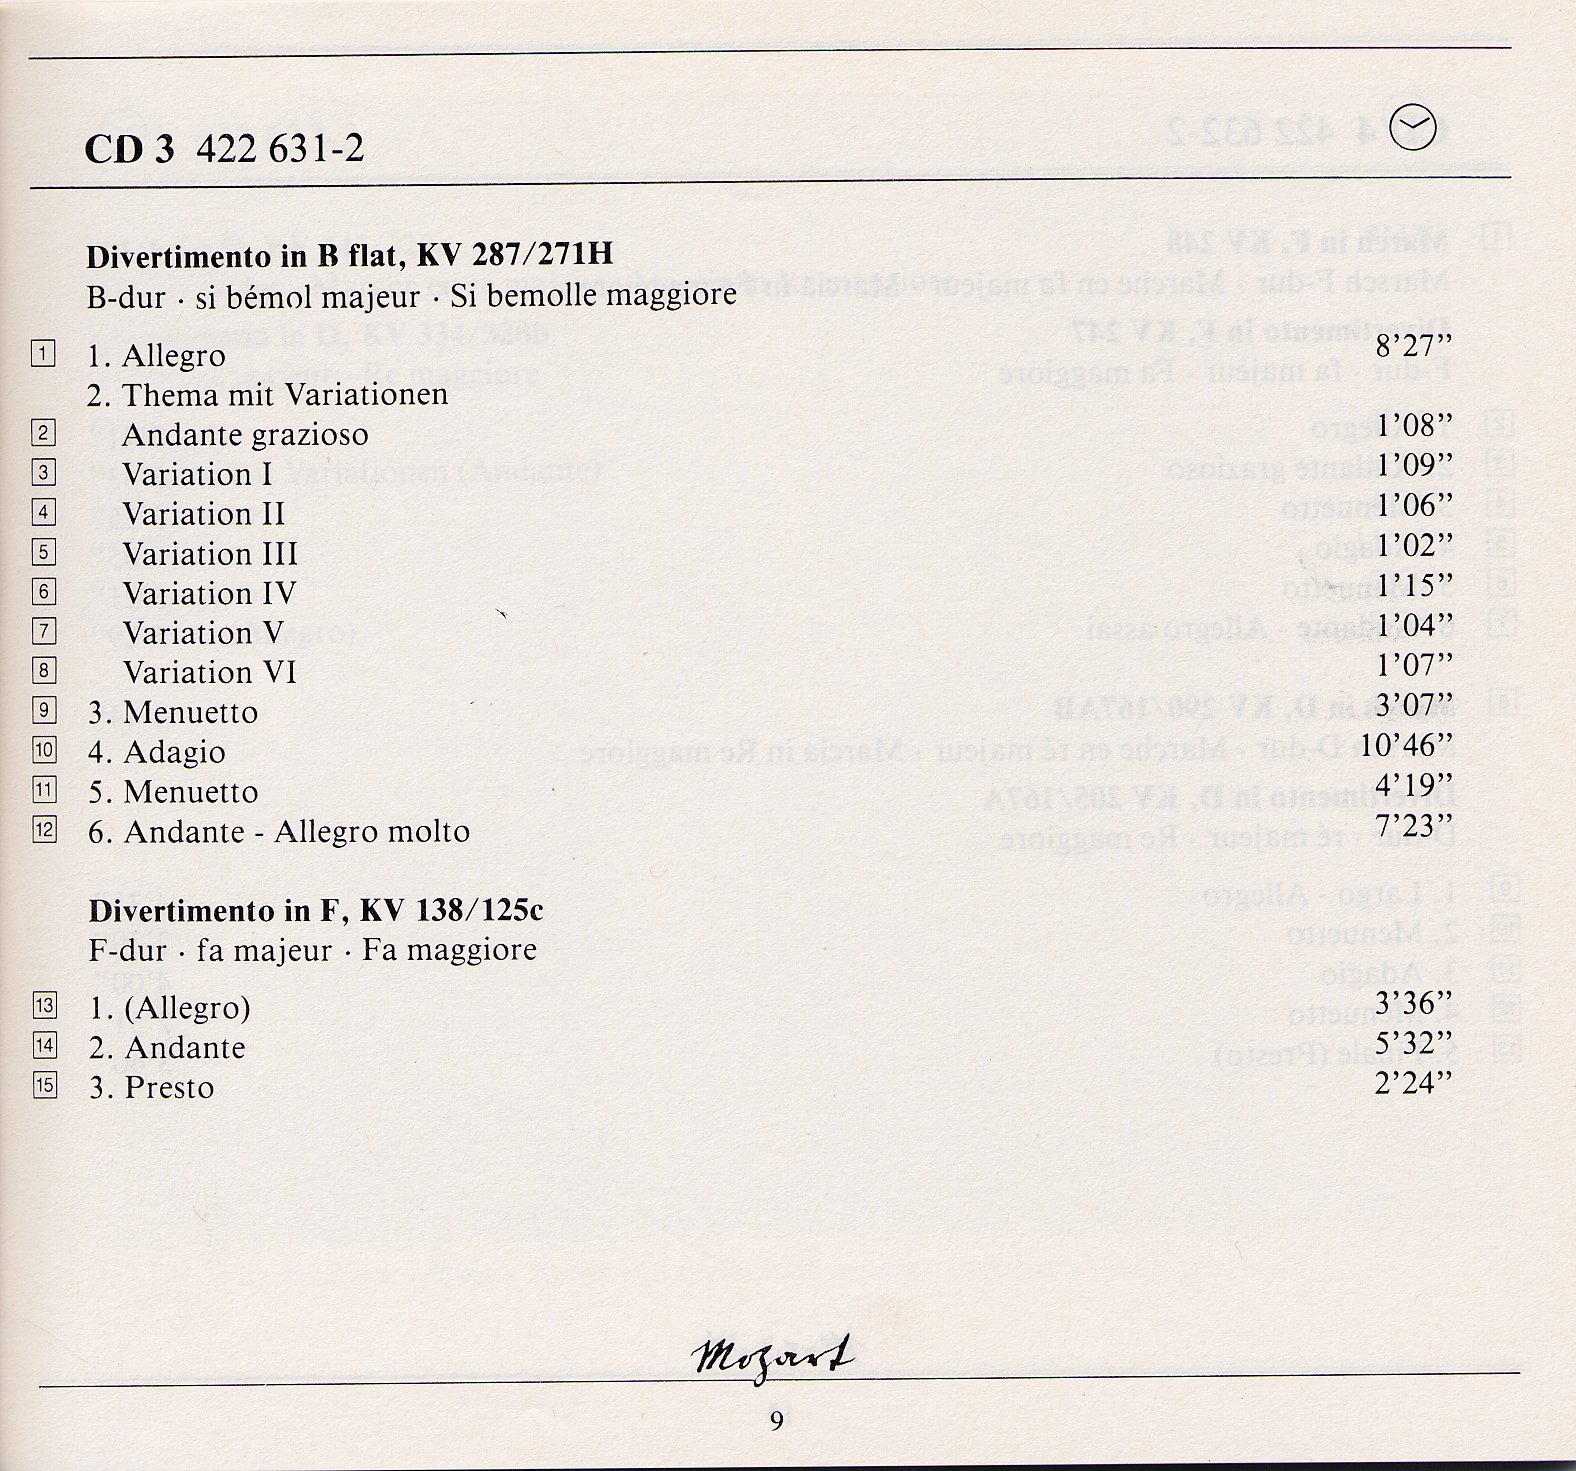 CD 3 422 631-2
Divertimento in B flat, KV 287/271H
B-dur · si bémol majeur · Si bemolle maggiore
1 1. Allegro 8’27”
2. Thema mit Variationen
2 Andante grazioso 1’08”
3 Variation I 1’09”
4 Variation II 1’06”
5 Variation III 1’02”
6 Variation IV 1’15”
7 Variation V 1’04”
8 Variation VI 1’07”
9 3. Menuetto 3’07”
10 4. Adagio 10’46”
11 5. Menuetto 4’19”
12 6. Andante - Allegro molto 7’23”
Divertimento in F, KV 138/125c
F-dur · fa majeur · Fa maggiore
13 1. (Allegro) 3’36”
14 2. Andante 5’32”
15 3. Presto 2’24”
Mozart
9